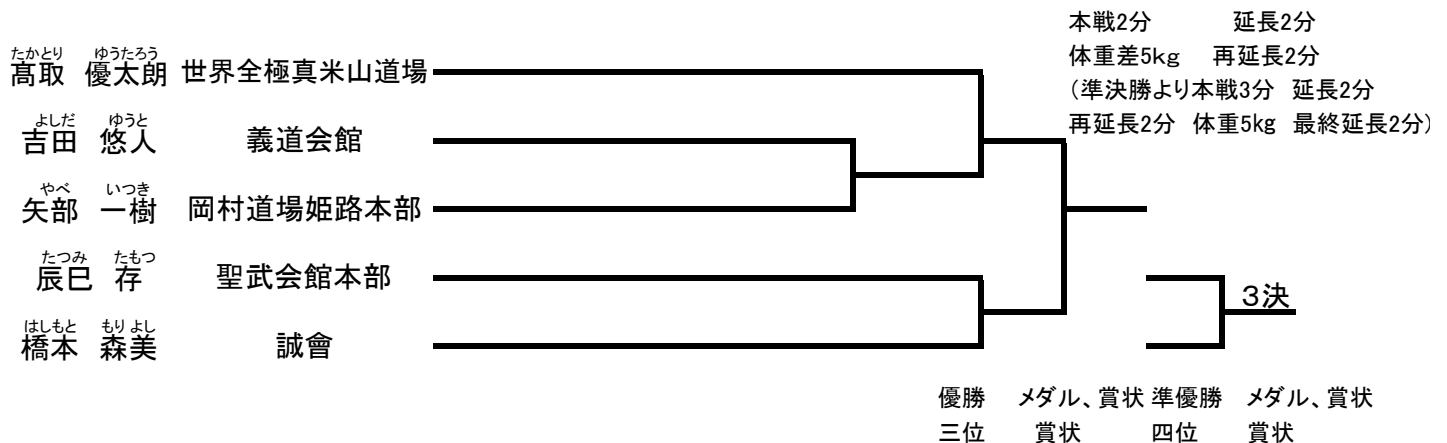 本戦2分 延長2分
体重差5kg 再延長2分
(準決勝より本戦3分 延長2分
再延長2分 体重5kg 最終延長2分)
たかとり ゆうたろう
髙取 優太朗 世界全極真米山道場
よしだ ゆうと
吉田 悠人 義道会館
やべ いつき
矢部 一樹 岡村道場姫路本部
たつみ たもつ
辰巳 存 聖武会館本部
はしもと もりよし
橋本 森美 誠會
3決
優勝 メダル、賞状 準優勝 メダル、賞状
三位 賞状 四位 賞状